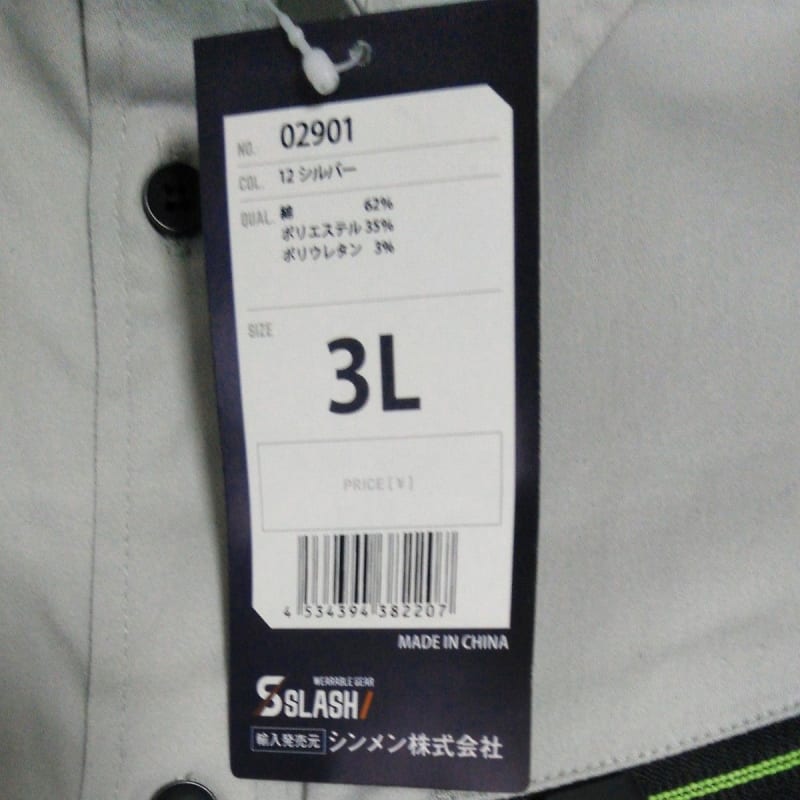 NO. 02901
COL. 12 シルバー
QUAL. 綿 62%
ポリエステル 35%
ポリウレタン 3%
SIZE
3L
PRICE[¥]
4 534394 382207
MADE IN CHINA
WEARABLE GEAR
SLASH/
輸入発売元 シンメン株式会社